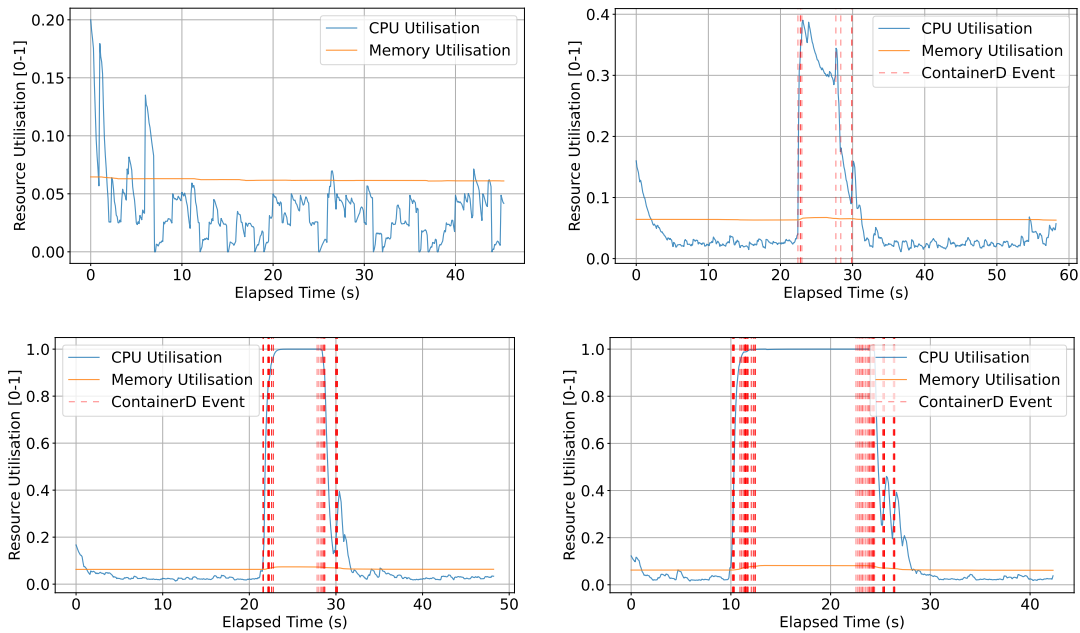 Resource Utilisation [0-1]
0.20
0.15
0.10
0.05
0.00
CPU Utilisation
Memory Utilisation
0
10
20
30
40
Elapsed Time (s)
Resource Utilisation [0-1]
0.4
0.3
0.2
0.1
0.0
CPU Utilisation
Memory Utilisation
ContainerD Event
0
10
20
30
40
50
60
Elapsed Time (s)
Resource Utilisation [0-1]
1.0
0.8
0.6
0.4
0.2
0.0
CPU Utilisation
Memory Utilisation
ContainerD Event
0
10
20
30
40
50
Elapsed Time (s)
Resource Utilisation [0-1]
1.0
0.8
0.6
0.4
0.2
0.0
CPU Utilisation
Memory Utilisation
ContainerD Event
0
10
20
30
40
Elapsed Time (s)